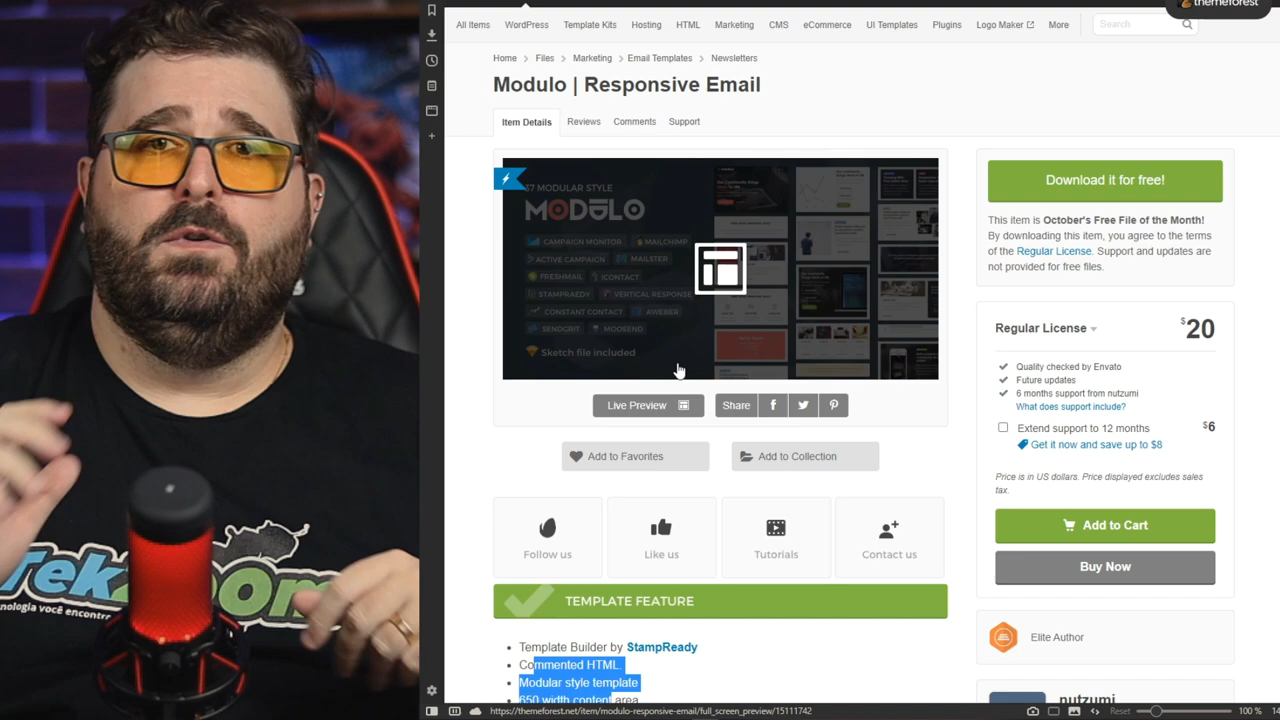 themeforest
All Items WordPress Template Kits Hosting HTML Marketing CMS eCommerce UI Templates Plugins Logo Maker More Search
Home > Files > Marketing > Email Templates > Newsletters
Modulo | Responsive Email
Item Details Reviews Comments Support
MODULAR STYLE
MODULO
CAMPAIGN MONITOR MAILCHIMP
ACTIVE CAMPAIGN MAILSTER
FRESHMAIL ICONTACT
STAMPRAEDY VERTICAL RESPONSE
CONSTANT CONTACT AWEBER
SENDGRIT MOOSEND
Sketch file included
Live Preview Share
Add to Favorites Add to Collection
Follow us Like us Tutorials Contact us
TEMPLATE FEATURE
Template Builder by StampReady
Commented HTML.
Modular style template
650 width content area
Download it for free!
This item is October's Free File of the Month!
By downloading this item, you agree to the terms
of the Regular License. Support and updates are
not provided for free files.
Regular License $20
Quality checked by Envato
Future updates
6 months support from nutzumi
What does support include?
Extend support to 12 months $6
Get it now and save up to $8
Price is in US dollars. Price displayed excludes sales
tax.
Add to Cart
Buy Now
Elite Author
nutzumi
https://themeforest.net/item/modulo-responsive-email/full_screen_preview/15111742
Reset 100 % 14